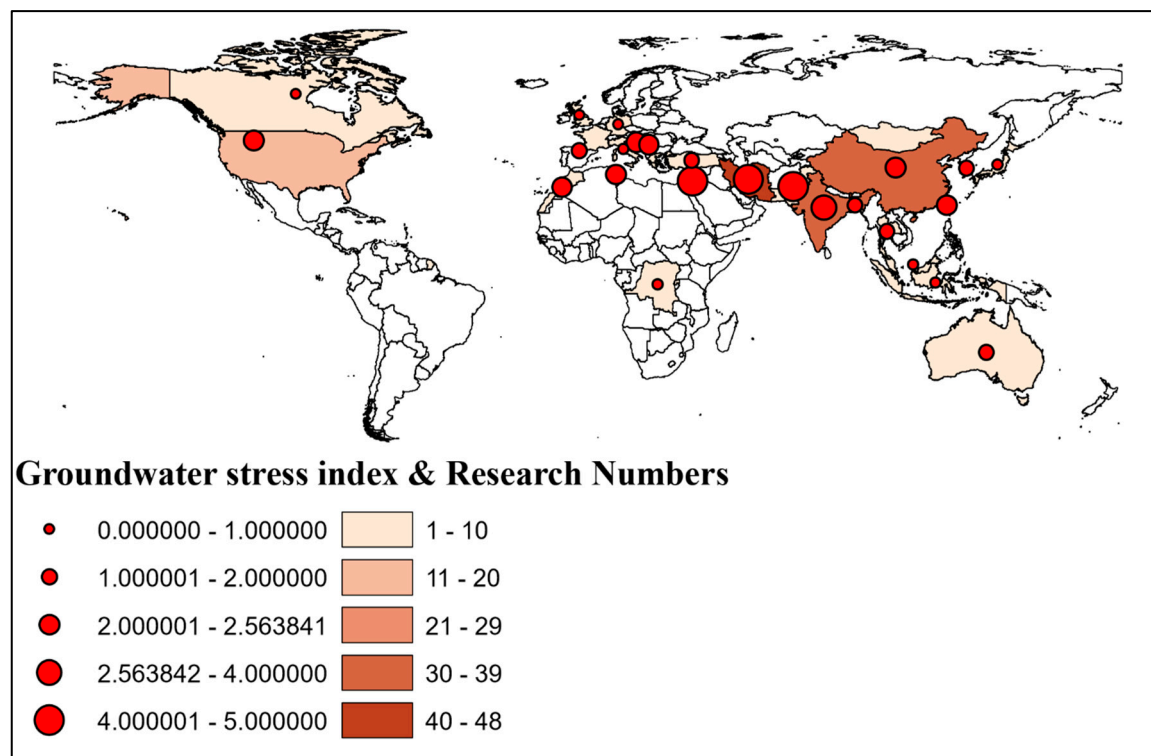 Groundwater stress index & Research Numbers
0.000000 - 1.000000 1 - 10
1.000001 - 2.000000 11 - 20
2.000001 - 2.563841 21 - 29
2.563842 - 4.000000 30 - 39
4.000001 - 5.000000 40 - 48